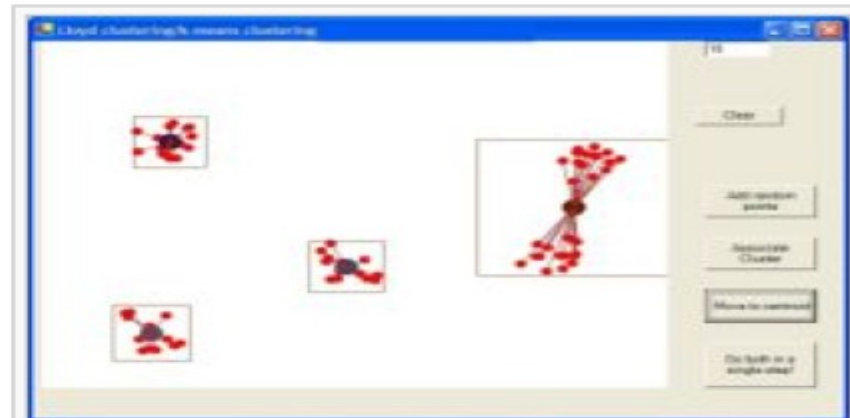 Lloyd clustering/k-means clustering
Clear
Add random
points
Associate
Cluster
Move to centroid
Do both in a
single step!